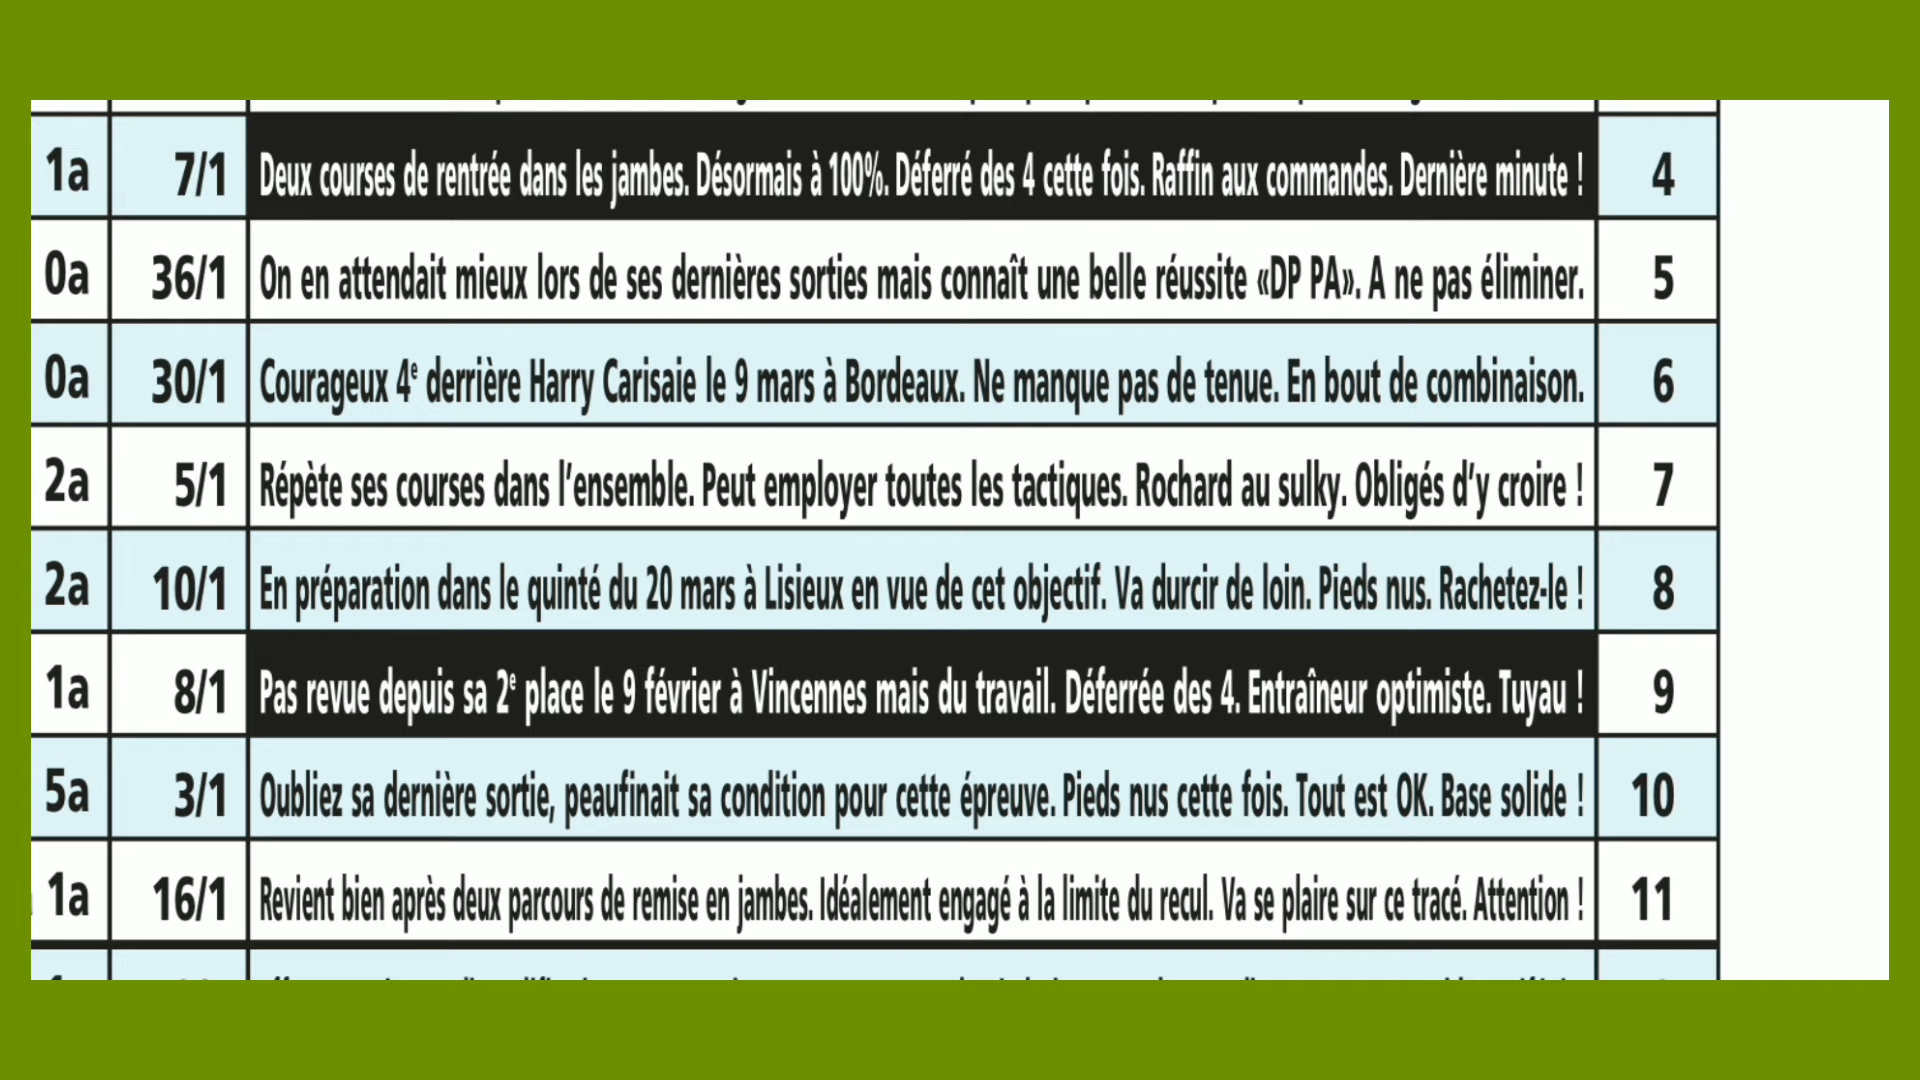 1a 7/1 Deux courses de rentrée dans les jambes. Désormais à 100%. Déferré des 4 cette fois. Raffin aux commandes. Dernière minute ! 4
0a 36/1 On en attendait mieux lors de ses dernières sorties mais connaît une belle réussite «DP PA». A ne pas éliminer. 5
0a 30/1 Courageux 4e derrière Harry Carisaie le 9 mars à Bordeaux. Ne manque pas de tenue. En bout de combinaison. 6
2a 5/1 Répète ses courses dans l’ensemble. Peut employer toutes les tactiques. Rochard au sulky. Obligés d’y croire ! 7
2a 10/1 En préparation dans le quinté du 20 mars à Lisieux en vue de cet objectif. Va durcir de loin. Pieds nus. Rachetez-le ! 8
1a 8/1 Pas revue depuis sa 2e place le 9 février à Vincennes mais du travail. Déferrée des 4. Entraîneur optimiste. Tuyau ! 9
5a 3/1 Oubliez sa dernière sortie, peaufinait sa condition pour cette épreuve. Pieds nus cette fois. Tout est OK. Base solide ! 10
1a 16/1 Revient bien après deux parcours de remise en jambes. Idéalement engagé à la limite du recul. Va se plaire sur ce tracé. Attention ! 11